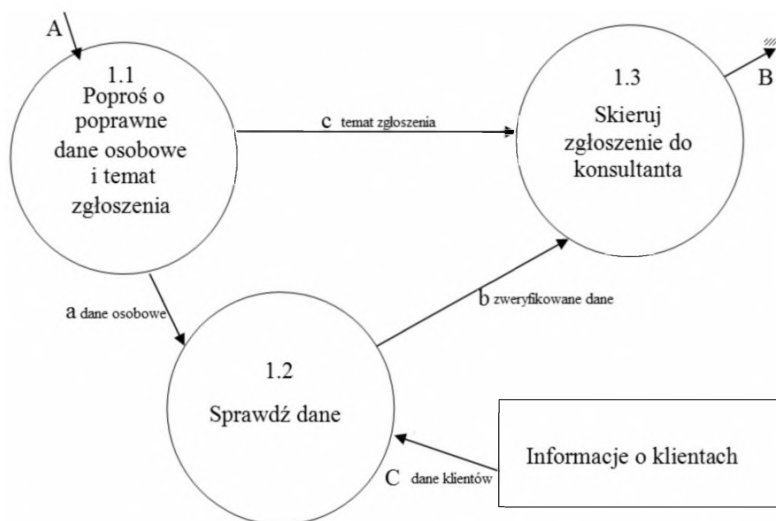 A
1.1
Poproś o
poprawne
dane osobowe
i temat
zgłoszenia
c temat zgłoszenia
1.3
Skieruj
zgłoszenie do
konsultanta
B
a dane osobowe
b zweryfikowane dane
1.2
Sprawdź dane
C dane klientów
Informacje o klientach